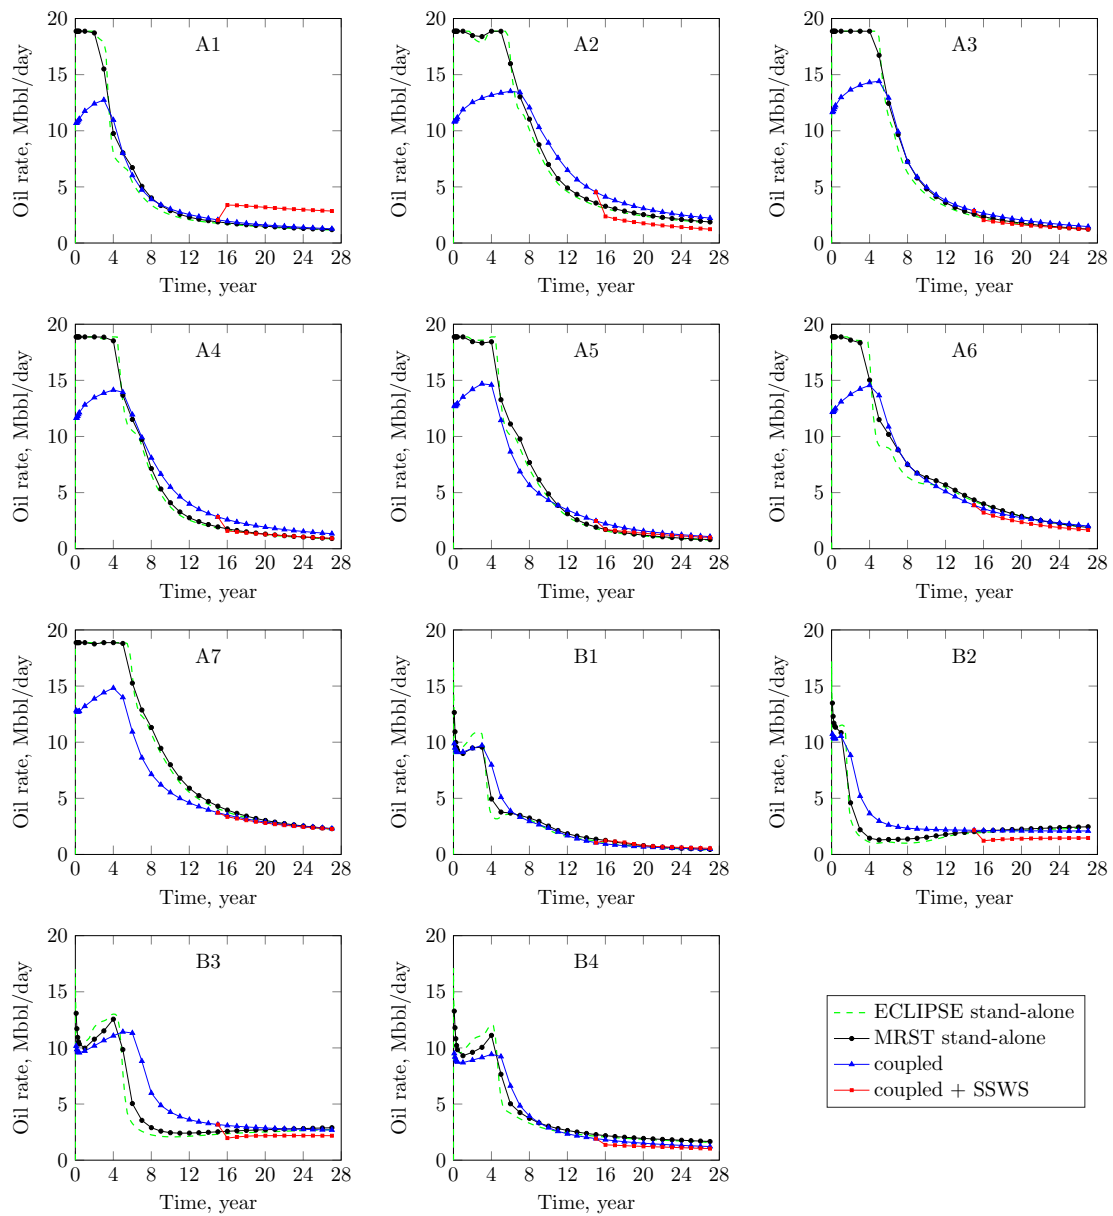 A1
Oil rate, Mbbl/day
20
15
10
5
0
0 4 8 12 16 20 24 28
Time, year
A2
Oil rate, Mbbl/day
20
15
10
5
0
0 4 8 12 16 20 24 28
Time, year
A3
Oil rate, Mbbl/day
20
15
10
5
0
0 4 8 12 16 20 24 28
Time, year
A4
Oil rate, Mbbl/day
20
15
10
5
0
0 4 8 12 16 20 24 28
Time, year
A5
Oil rate, Mbbl/day
20
15
10
5
0
0 4 8 12 16 20 24 28
Time, year
A6
Oil rate, Mbbl/day
20
15
10
5
0
0 4 8 12 16 20 24 28
Time, year
A7
Oil rate, Mbbl/day
20
15
10
5
0
0 4 8 12 16 20 24 28
Time, year
B1
Oil rate, Mbbl/day
20
15
10
5
0
0 4 8 12 16 20 24 28
Time, year
B2
Oil rate, Mbbl/day
20
15
10
5
0
0 4 8 12 16 20 24 28
Time, year
B3
Oil rate, Mbbl/day
20
15
10
5
0
0 4 8 12 16 20 24 28
Time, year
B4
Oil rate, Mbbl/day
20
15
10
5
0
0 4 8 12 16 20 24 28
Time, year
ECLIPSE stand-alone
MRST stand-alone
coupled
coupled + SSWS